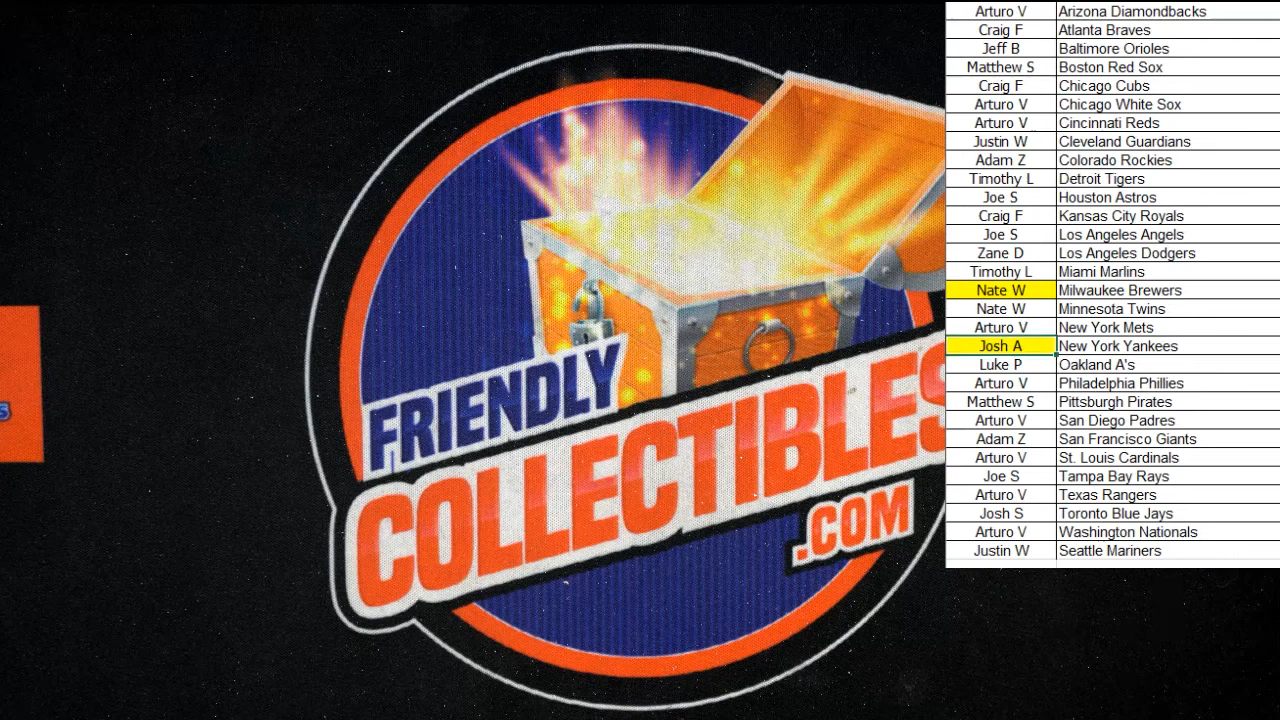 FRIENDLY
COLLECTIBLES
.COM
S
Arturo V Arizona Diamondbacks
Craig F Atlanta Braves
Jeff B Baltimore Orioles
Matthew S Boston Red Sox
Craig F Chicago Cubs
Arturo V Chicago White Sox
Arturo V Cincinnati Reds
Justin W Cleveland Guardians
Adam Z Colorado Rockies
Timothy L Detroit Tigers
Joe S Houston Astros
Craig F Kansas City Royals
Joe S Los Angeles Angels
Zane D Los Angeles Dodgers
Timothy L Miami Marlins
Nate W Milwaukee Brewers
Nate W Minnesota Twins
Arturo V New York Mets
Josh A New York Yankees
Luke P Oakland A's
Arturo V Philadelphia Phillies
Matthew S Pittsburgh Pirates
Arturo V San Diego Padres
Adam Z San Francisco Giants
Arturo V St. Louis Cardinals
Joe S Tampa Bay Rays
Arturo V Texas Rangers
Josh S Toronto Blue Jays
Arturo V Washington Nationals
Justin W Seattle Mariners